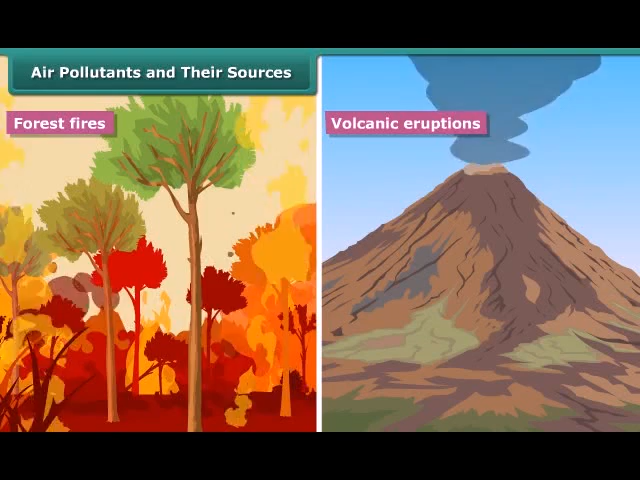 Air Pollutants and Their Sources
Forest fires
Volcanic eruptions